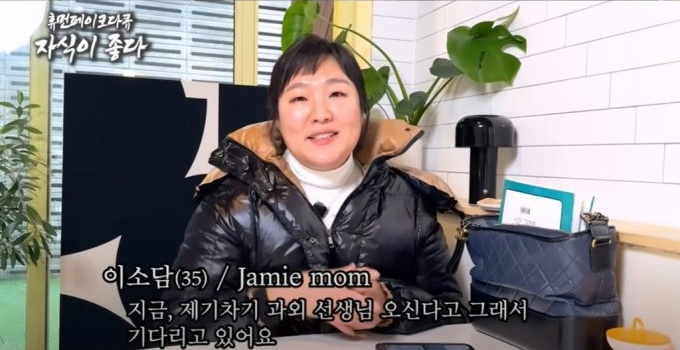 휴먼페이크다큐
자식이 좋다
이소담(35) / Jamie mom
지금, 제기차기 과외 선생님 오신다고 그래서
기다리고 있어요